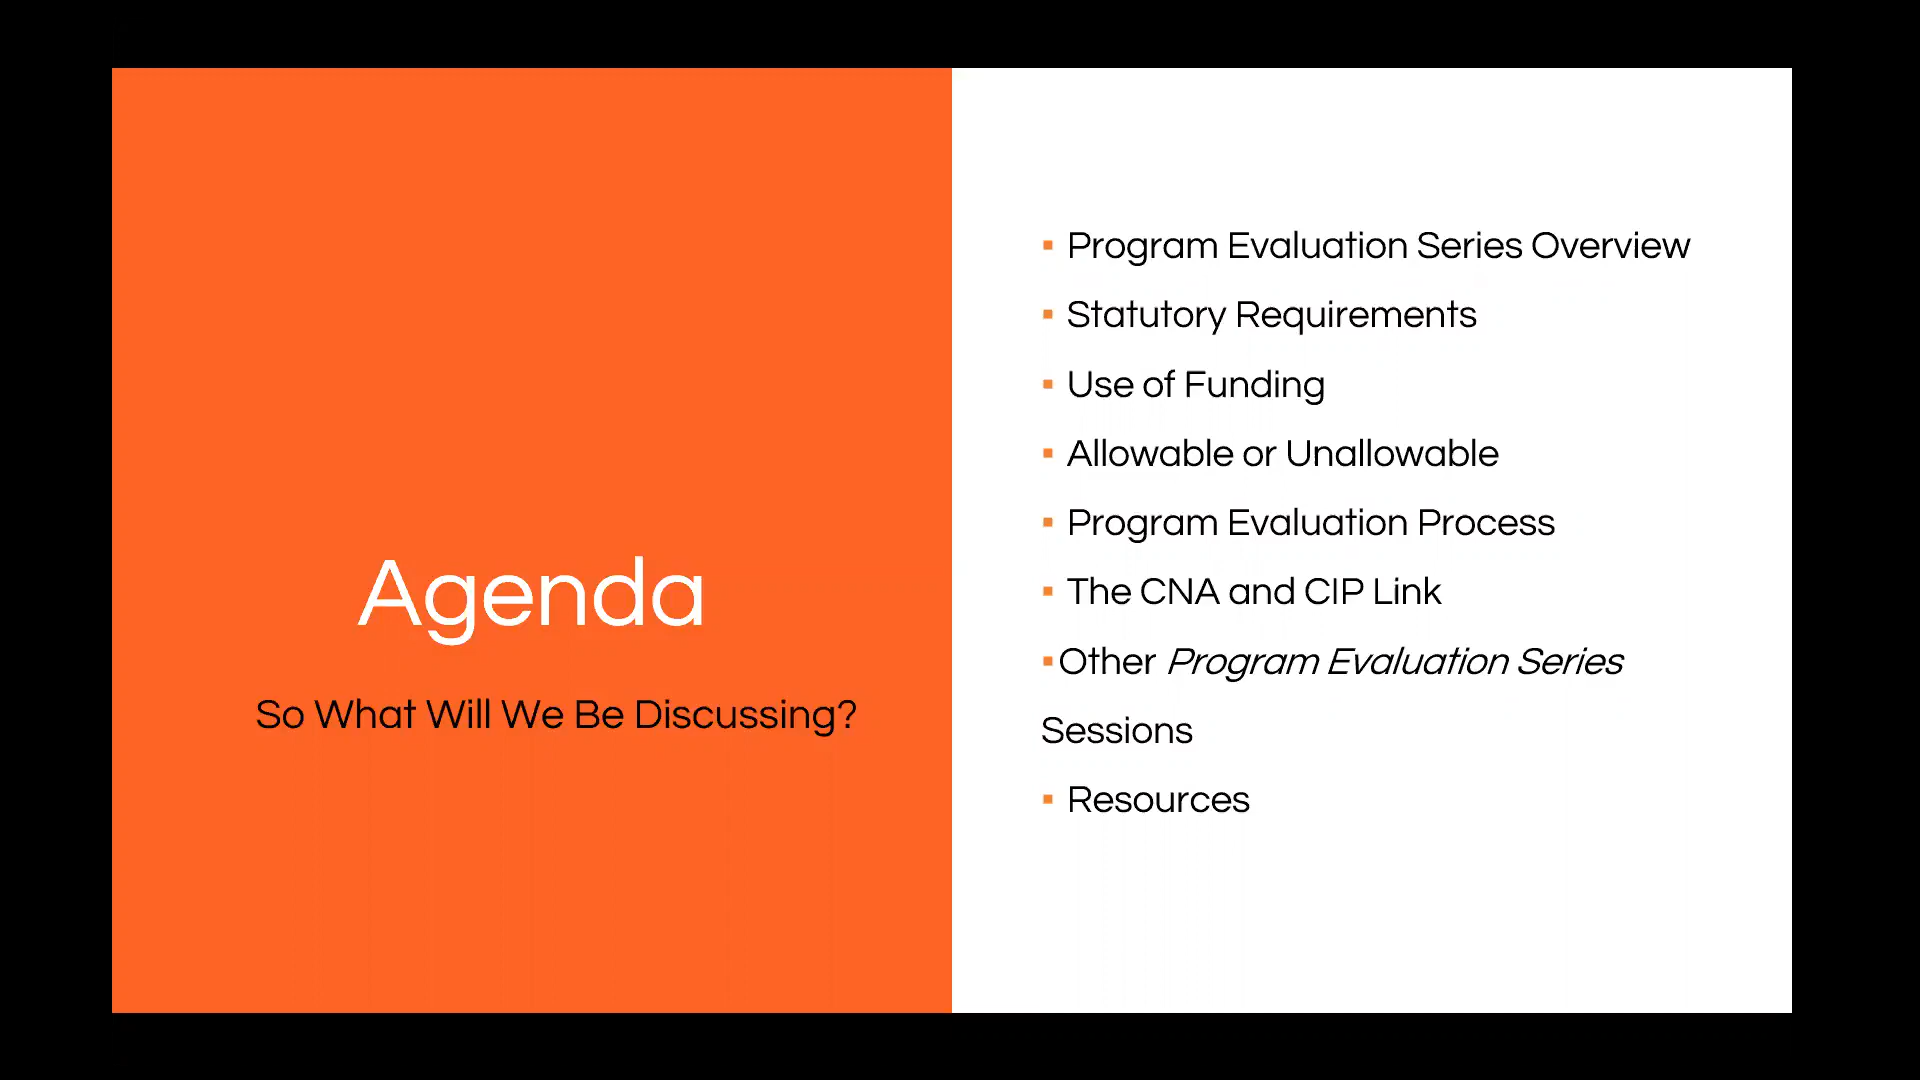 Agenda
So What Will We Be Discussing?
▪ Program Evaluation Series Overview
▪ Statutory Requirements
▪ Use of Funding
▪ Allowable or Unallowable
▪ Program Evaluation Process
▪ The CNA and CIP Link
▪Other Program Evaluation Series
Sessions
▪ Resources